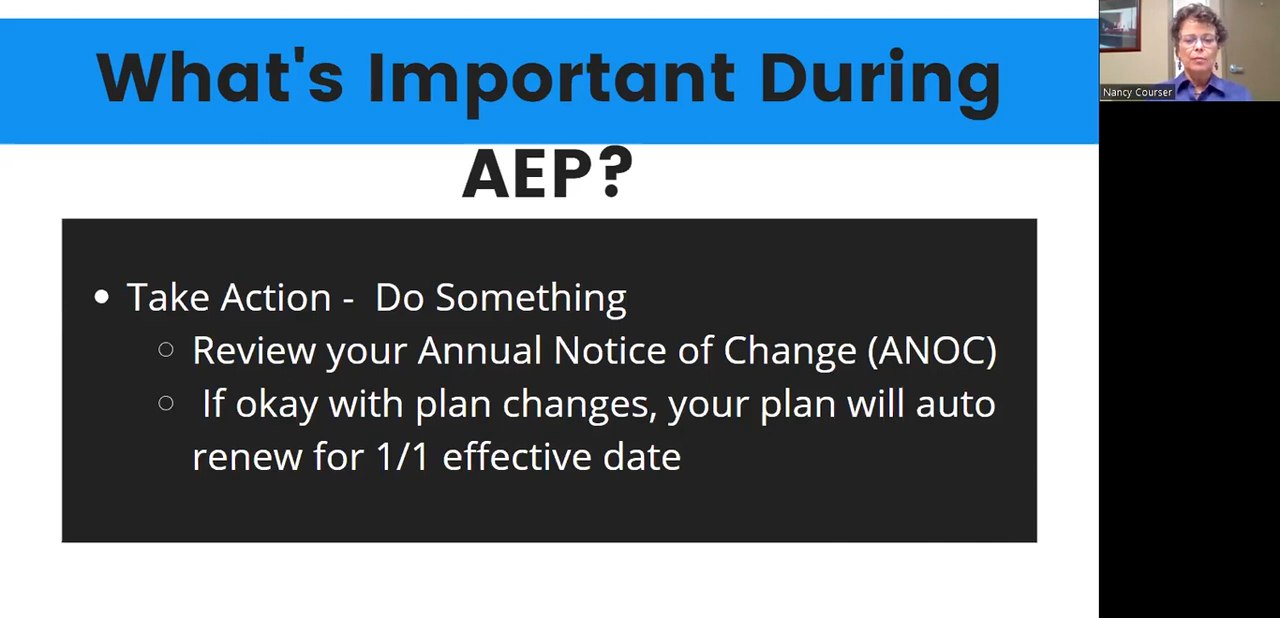 What's Important During
AEP?
Nancy Courser
• Take Action -  Do Something
○ Review your Annual Notice of Change (ANOC)
○ If okay with plan changes, your plan will auto
renew for 1/1 effective date